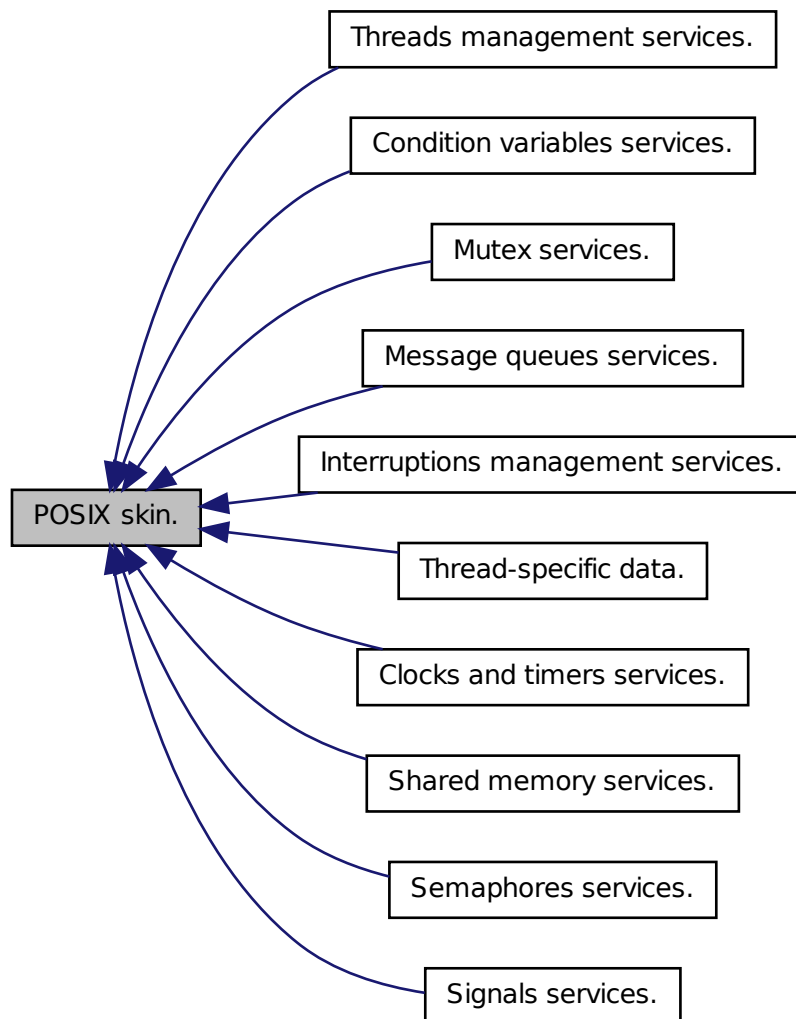 Threads management services.
Condition variables services.
Mutex services.
Message queues services.
Interruptions management services.
POSIX skin.
Thread-specific data.
Clocks and timers services.
Shared memory services.
Semaphores services.
Signals services.